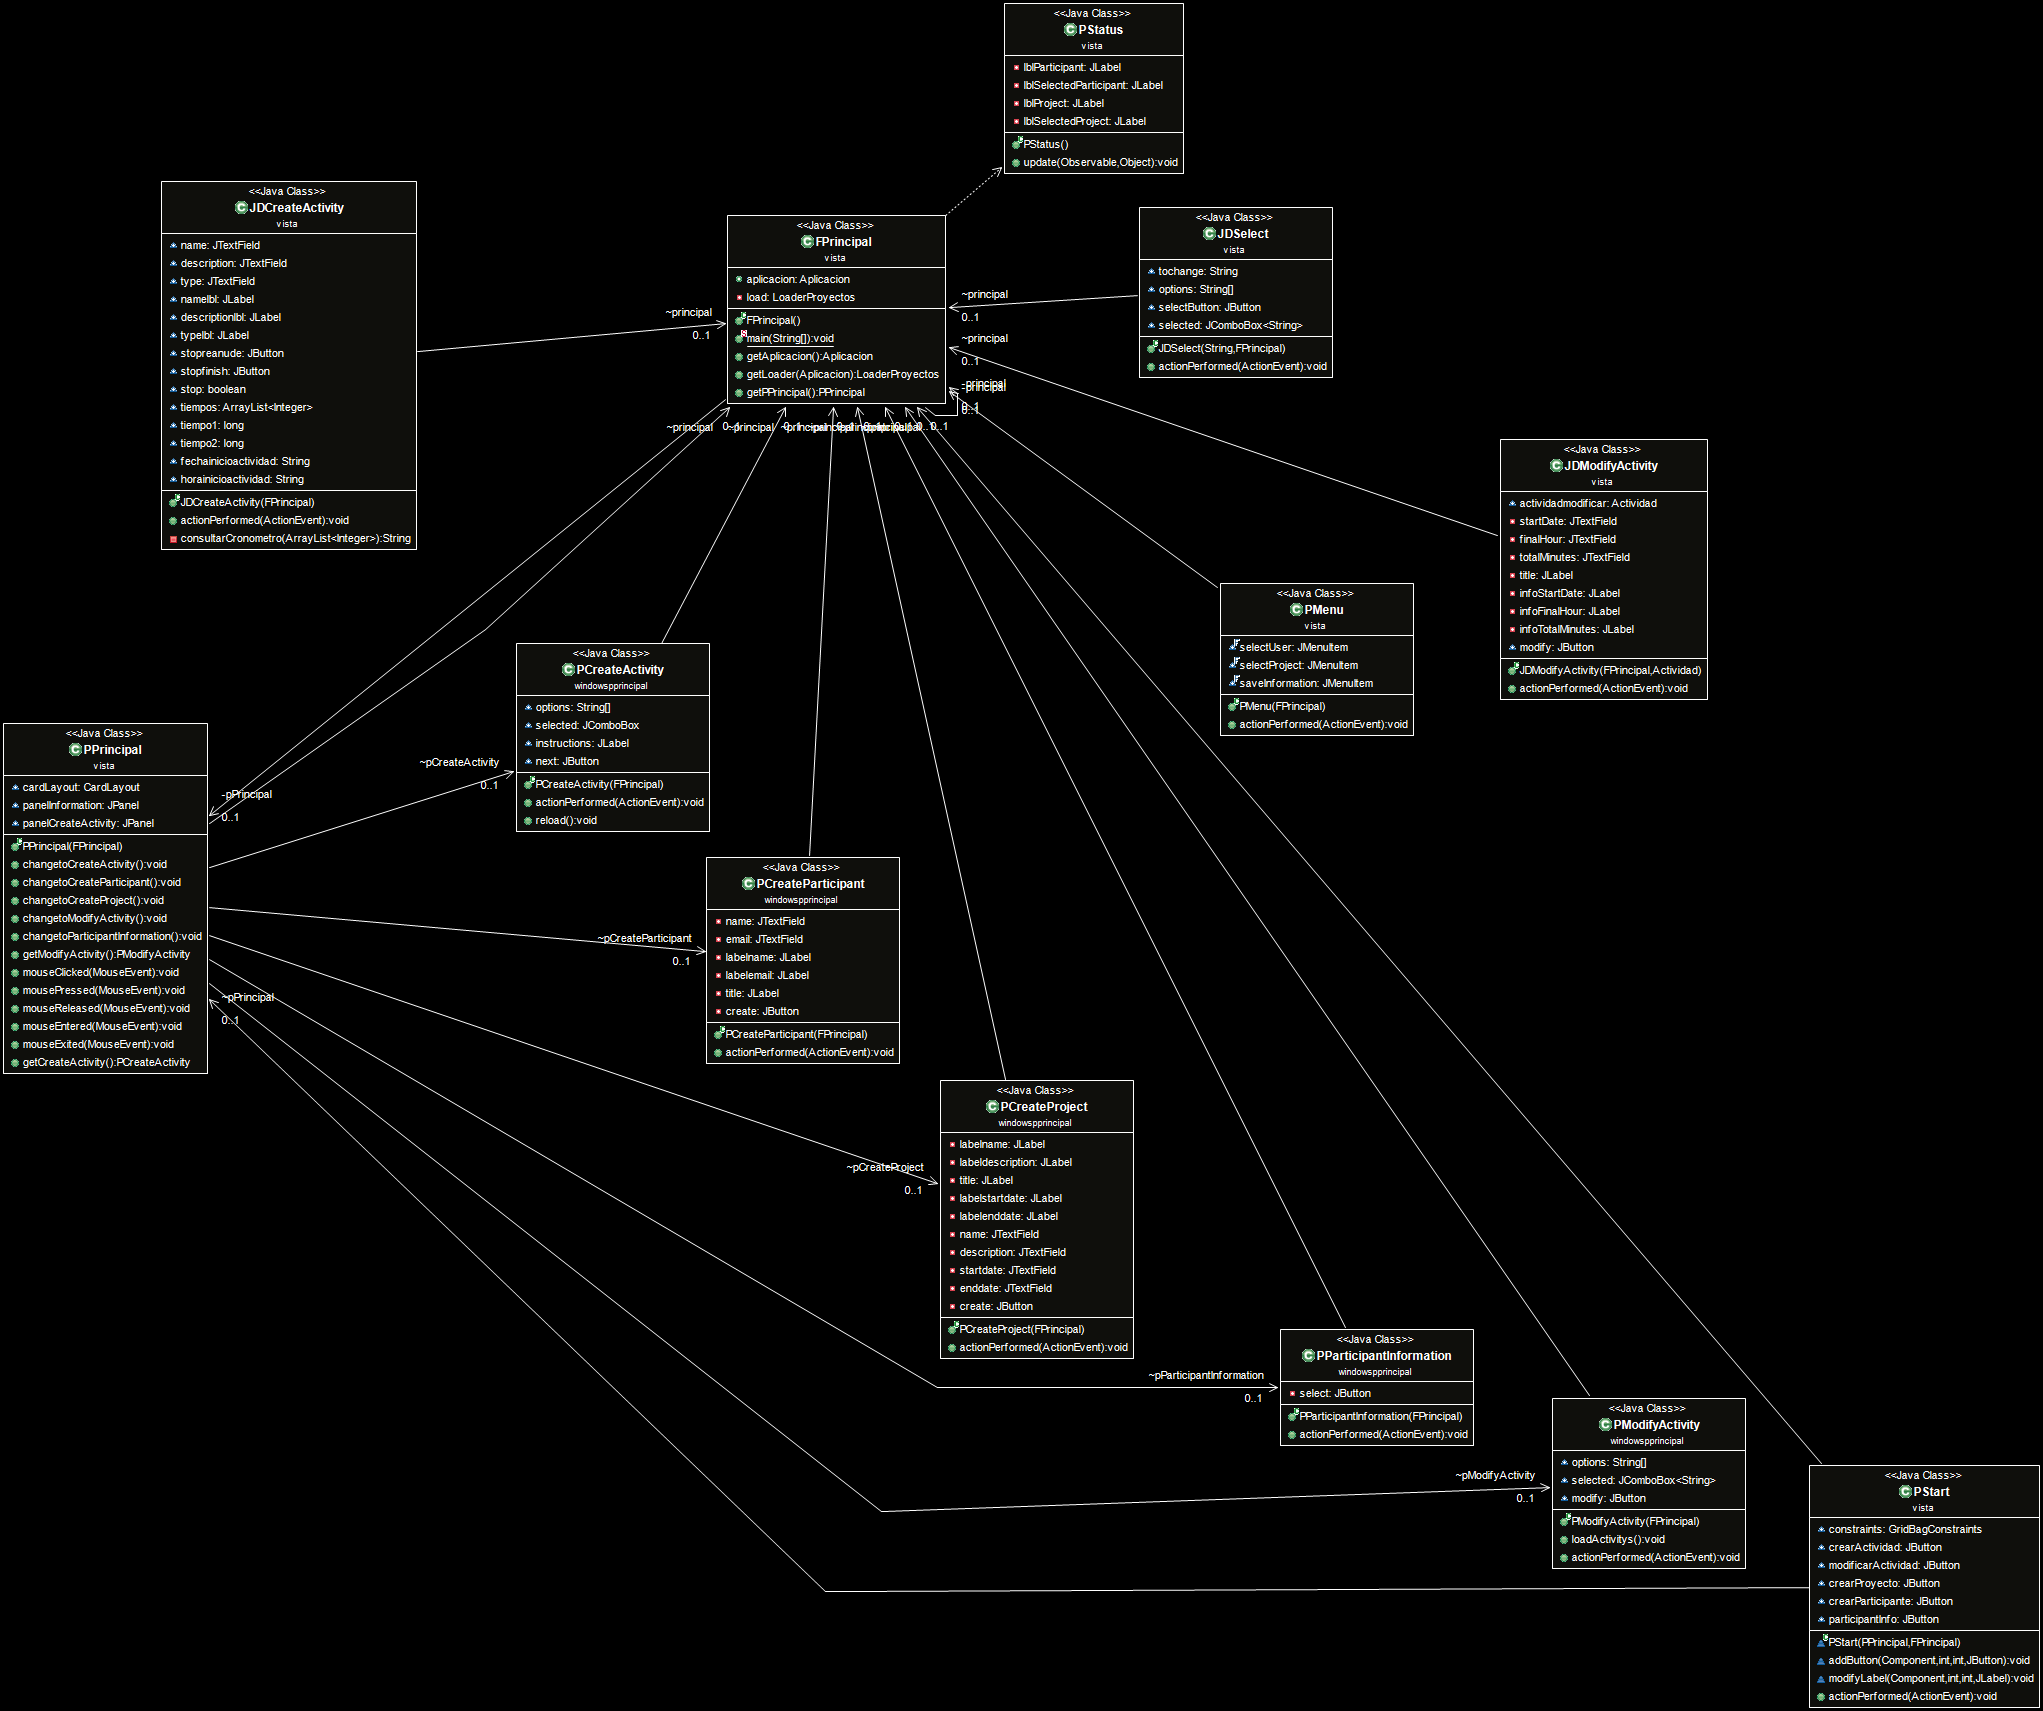 <<Java Class>>
PStatus
vista
lblParticipant: JLabel
lblSelectedParticipant: JLabel
lblProject: JLabel
lblSelectedProject: JLabel
PStatus()
update(Observable,Object):void
<<Java Class>>
JDCreateActivity
vista
name: JTextField
description: JTextField
type: JTextField
namelbl: JLabel
descriptionlbl: JLabel
typelbl: JLabel
stopreanude: JButton
stopfinish: JButton
stop: boolean
tiempos: ArrayList<Integer>
tiempo1: long
tiempo2: long
fechainicioactividad: String
horainicioactividad: String
JDCreateActivity(FPrincipal)
actionPerformed(ActionEvent):void
consultarCronometro(ArrayList<Integer>):String
~principal
0..1
<<Java Class>>
FPrincipal
vista
aplicacion: Aplicacion
load: LoaderProyectos
FPrincipal()
main(String[]):void
getAplicacion():Aplicacion
getLoader(Aplicacion):LoaderProyectos
getPPrincipal():PPrincipal
<<Java Class>>
JDSelect
vista
tochange: String
options: String[]
selectButton: JButton
selected: JComboBox<String>
JDSelect(String,FPrincipal)
actionPerformed(ActionEvent):void
~principal
0..1
~principal
0..1
-principal
~principal
0..1
~principal
0..1
~principal
0..1
<<Java Class>>
JDModifyActivity
vista
actividadmodificar: Actividad
startDate: JTextField
finalHour: JTextField
totalMinutes: JTextField
title: JLabel
infoStartDate: JLabel
infoFinalHour: JLabel
infoTotalMinutes: JLabel
modify: JButton
JDModifyActivity(FPrincipal,Actividad)
actionPerformed(ActionEvent):void
<<Java Class>>
PMenu
vista
selectUser: JMenuItem
selectProject: JMenuItem
saveInformation: JMenuItem
PMenu(FPrincipal)
actionPerformed(ActionEvent):void
<<Java Class>>
PCreateActivity
windowspprincipal
options: String[]
selected: JComboBox
instructions: JLabel
next: JButton
PCreateActivity(FPrincipal)
actionPerformed(ActionEvent):void
reload():void
<<Java Class>>
PPrincipal
vista
cardLayout: CardLayout
panelInformation: JPanel
panelCreateActivity: JPanel
PPrincipal(FPrincipal)
changetoCreateActivity():void
changetoCreateParticipant():void
changetoCreateProject():void
changetoModifyActivity():void
changetoParticipantInformation():void
getModifyActivity():PModifyActivity
mouseClicked(MouseEvent):void
mousePressed(MouseEvent):void
mouseReleased(MouseEvent):void
mouseEntered(MouseEvent):void
mouseExited(MouseEvent):void
getCreateActivity():PCreateActivity
-pPrincipal
0..1
~pCreateActivity
0..1
~pCreateParticipant
0..1
~pPrincipal
0..1
<<Java Class>>
PCreateParticipant
windowspprincipal
name: JTextField
email: JTextField
labelname: JLabel
labelemail: JLabel
title: JLabel
create: JButton
PCreateParticipant(FPrincipal)
actionPerformed(ActionEvent):void
~pCreateProject
0..1
<<Java Class>>
PCreateProject
windowspprincipal
labelname: JLabel
labeldescription: JLabel
title: JLabel
labelstartdate: JLabel
labelenddate: JLabel
name: JTextField
description: JTextField
startdate: JTextField
enddate: JTextField
create: JButton
PCreateProject(FPrincipal)
actionPerformed(ActionEvent):void
~pParticipantInformation
0..1
<<Java Class>>
PParticipantInformation
windowspprincipal
select: JButton
PParticipantInformation(FPrincipal)
actionPerformed(ActionEvent):void
~pModifyActivity
0..1
<<Java Class>>
PModifyActivity
windowspprincipal
options: String[]
selected: JComboBox<String>
modify: JButton
PModifyActivity(FPrincipal)
loadActivitys():void
actionPerformed(ActionEvent):void
<<Java Class>>
PStart
vista
constraints: GridBagConstraints
crearActividad: JButton
modificarActividad: JButton
crearProyecto: JButton
crearParticipante: JButton
participantInfo: JButton
PStart(PPrincipal,FPrincipal)
addButton(Component,int,int,JButton):void
modifyLabel(Component,int,int,JLabel):void
actionPerformed(ActionEvent):void